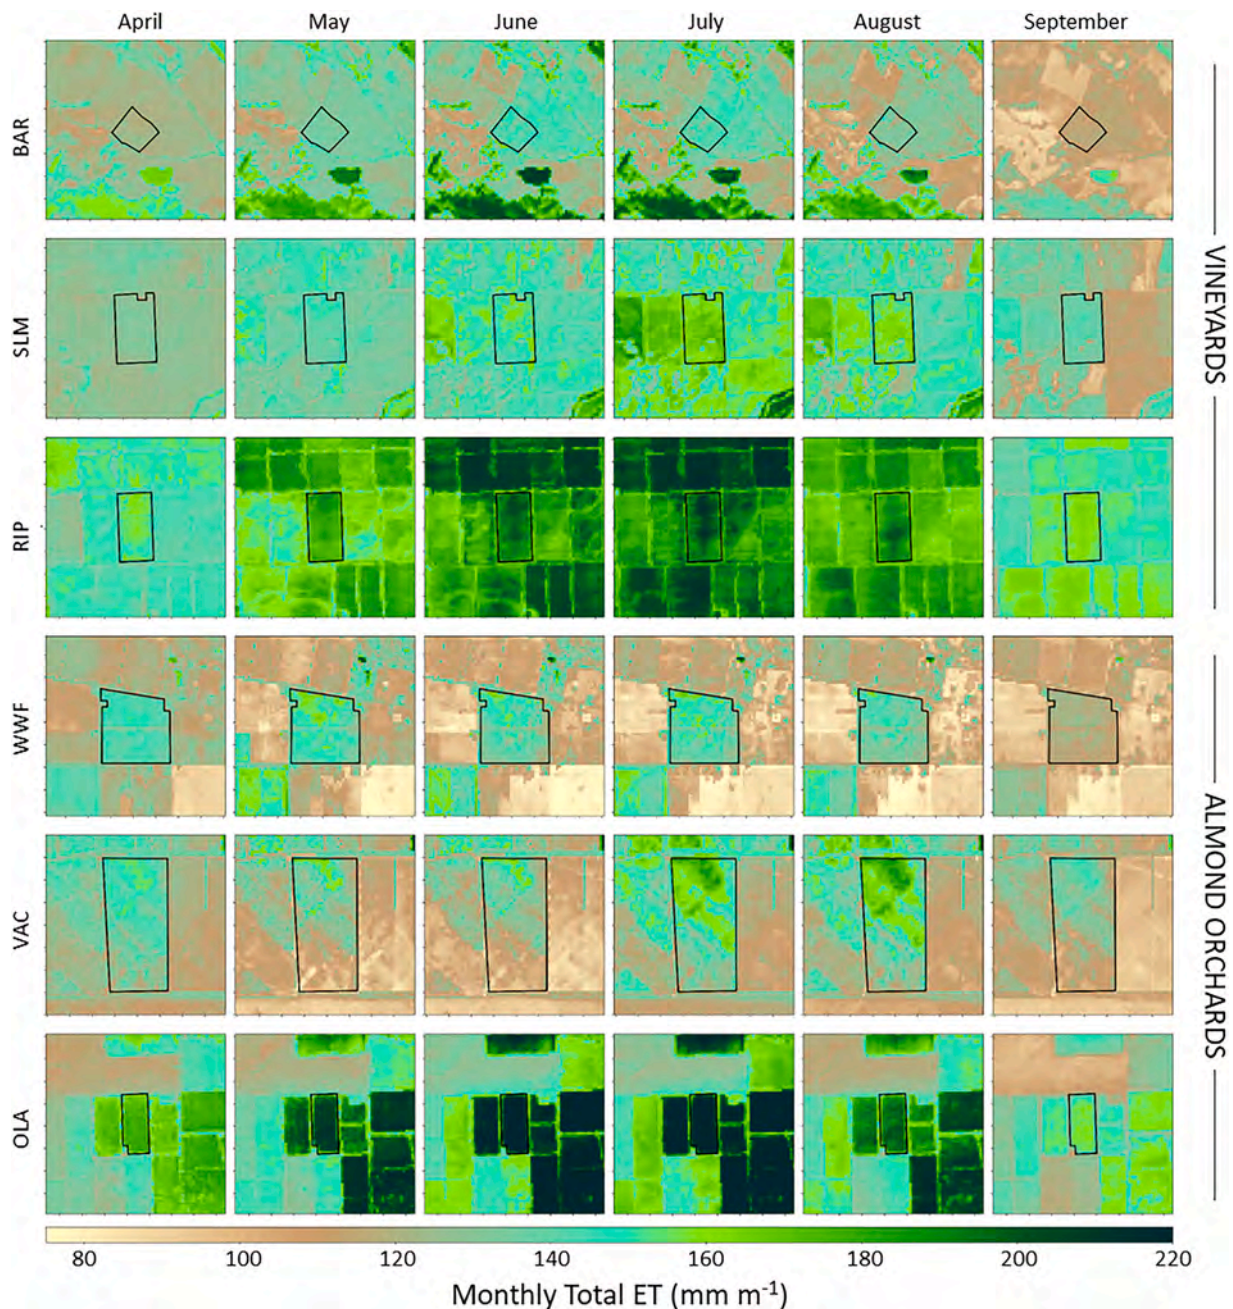 April May June July August September
BAR
SLM
RIP
VINEYARDS
WWF
VAC
OLA
ALMOND ORCHARDS
80 100 120 140 160 180 200 220
Monthly Total ET (mm m⁻¹)